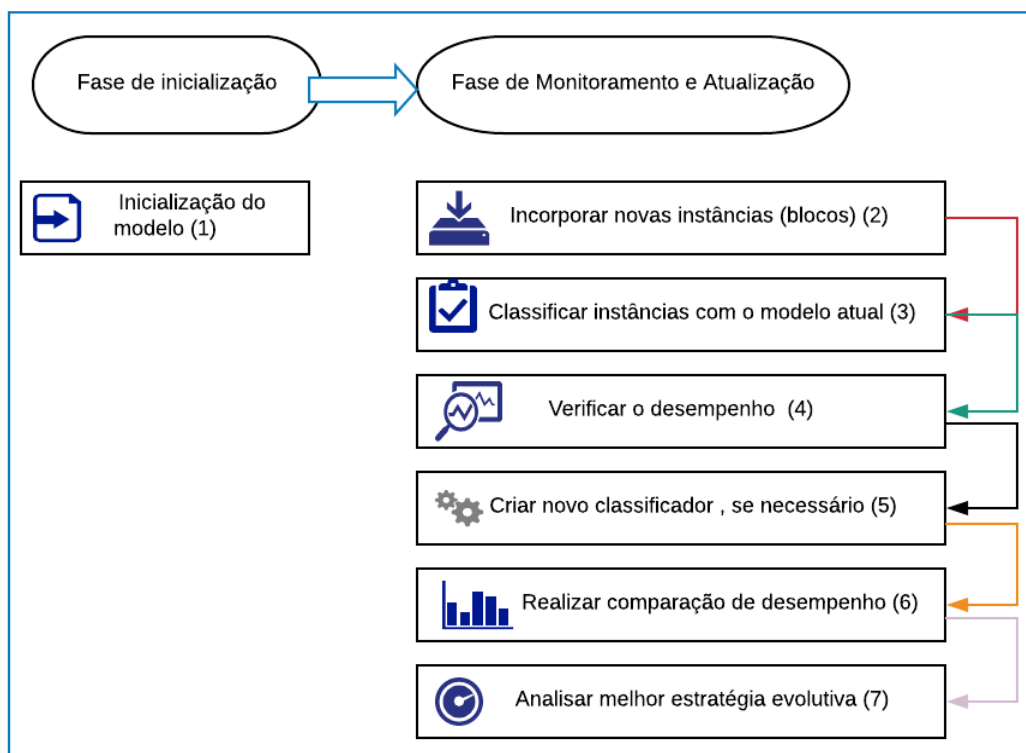 Fase de inicialização
Fase de Monitoramento e Atualização
Inicialização do
modelo (1)
Incorporar novas instâncias (blocos) (2)
Classificar instâncias com o modelo atual (3)
Verificar o desempenho (4)
Criar novo classificador , se necessário (5)
Realizar comparação de desempenho (6)
Analisar melhor estratégia evolutiva (7)